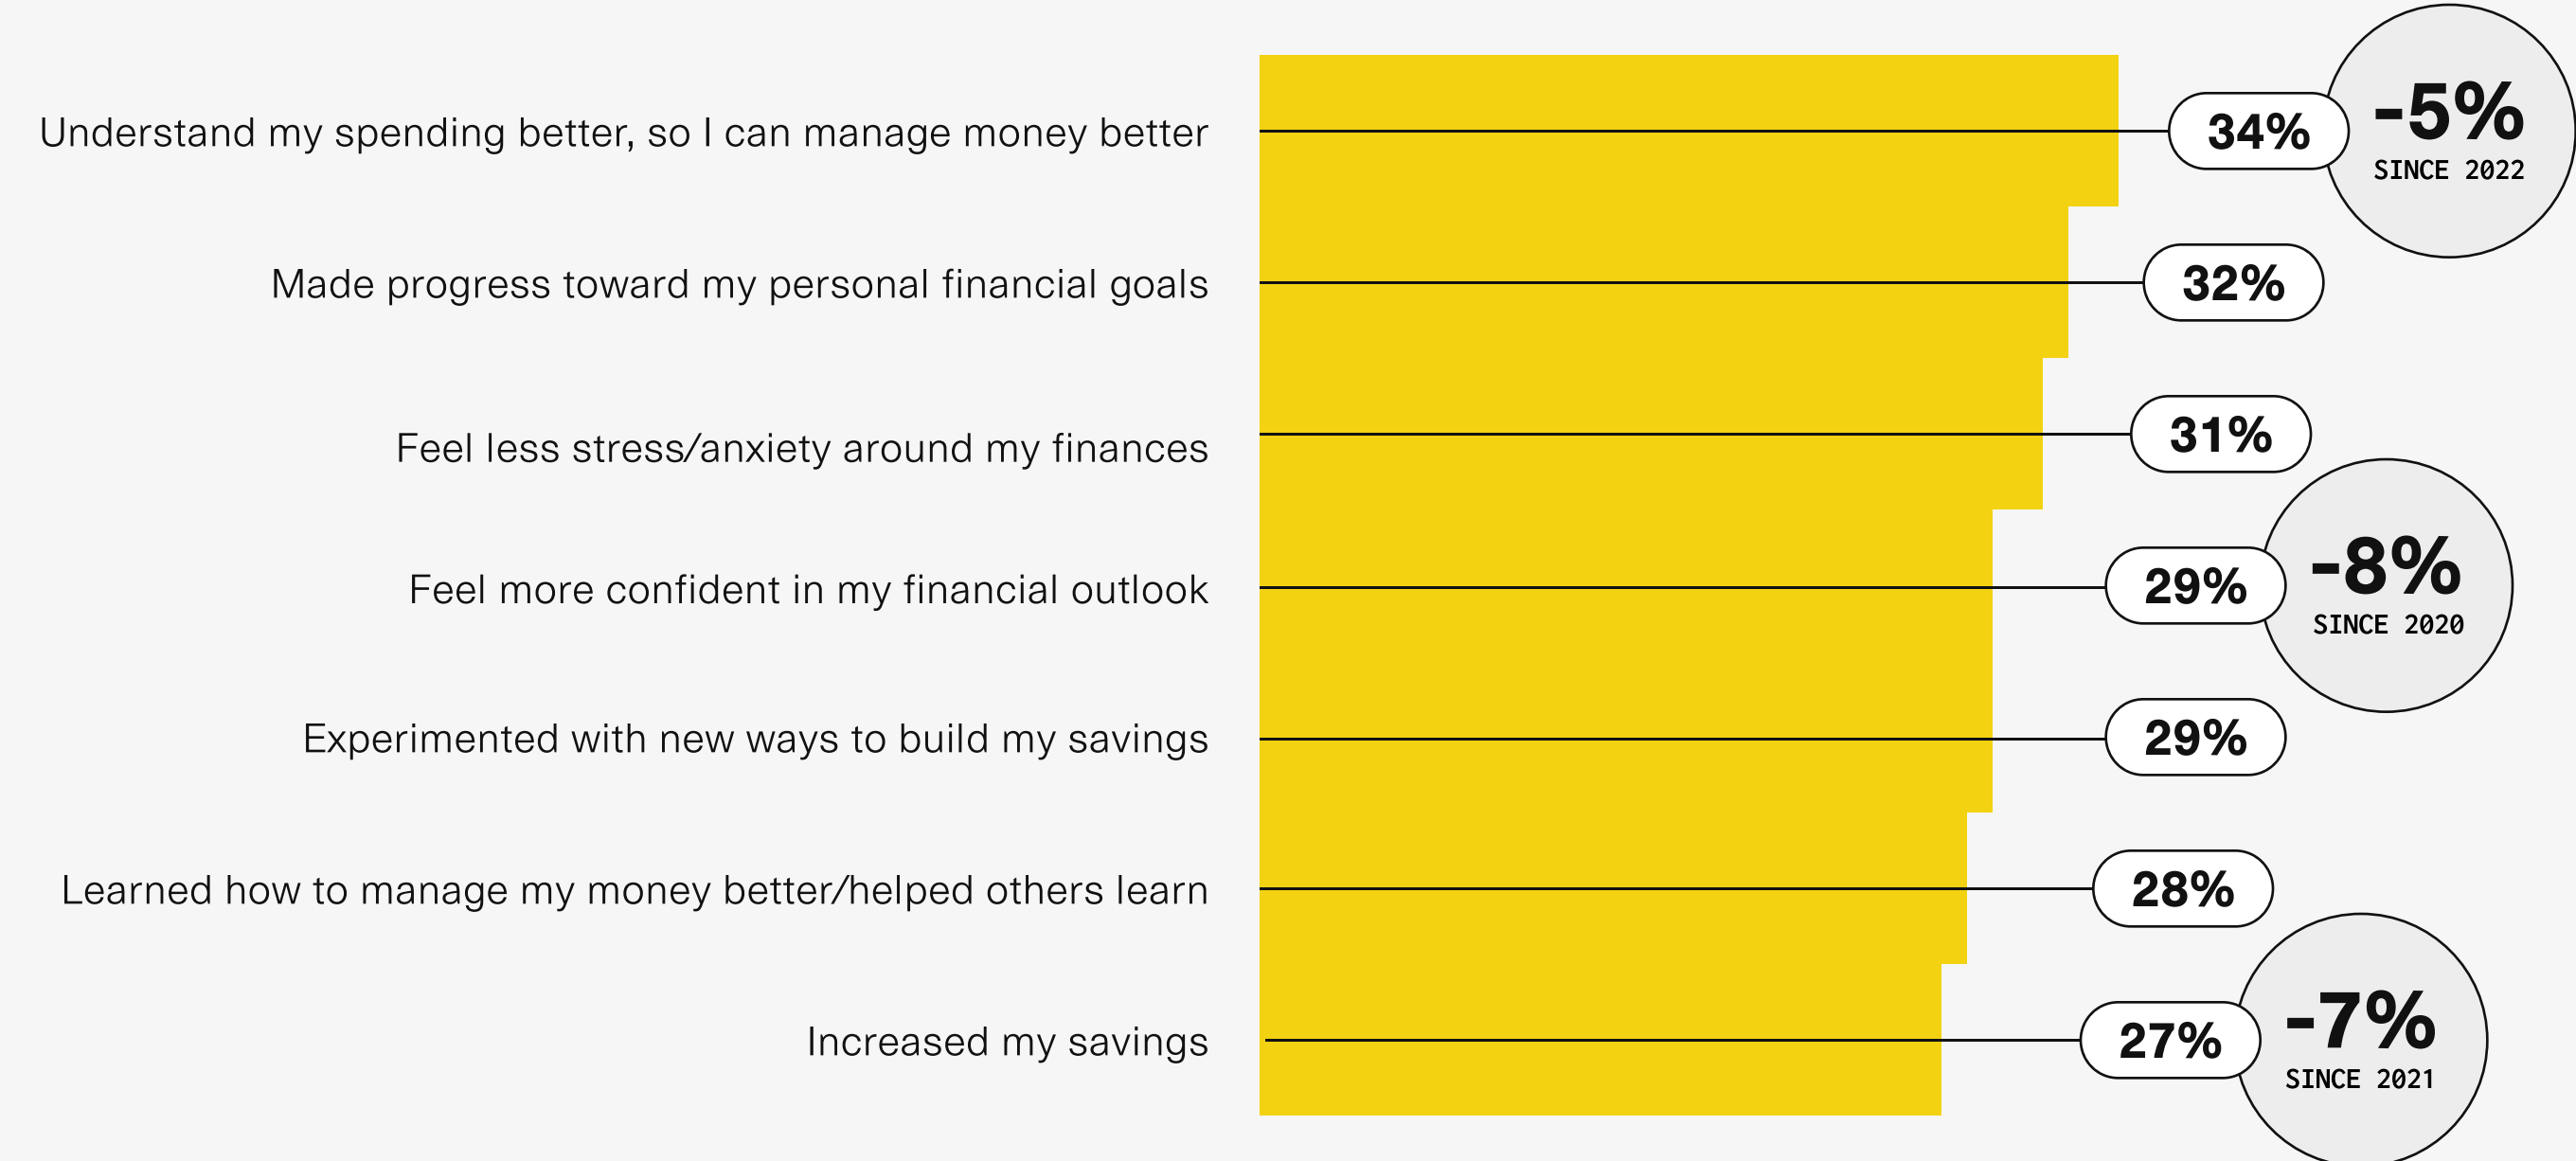 Understand my spending better, so I can manage money better
34%
-5%
SINCE 2022
Made progress toward my personal financial goals
32%
Feel less stress/anxiety around my finances
31%
Feel more confident in my financial outlook
29%
-8%
SINCE 2020
Experimented with new ways to build my savings
29%
Learned how to manage my money better/helped others learn
28%
Increased my savings
27%
-7%
SINCE 2021